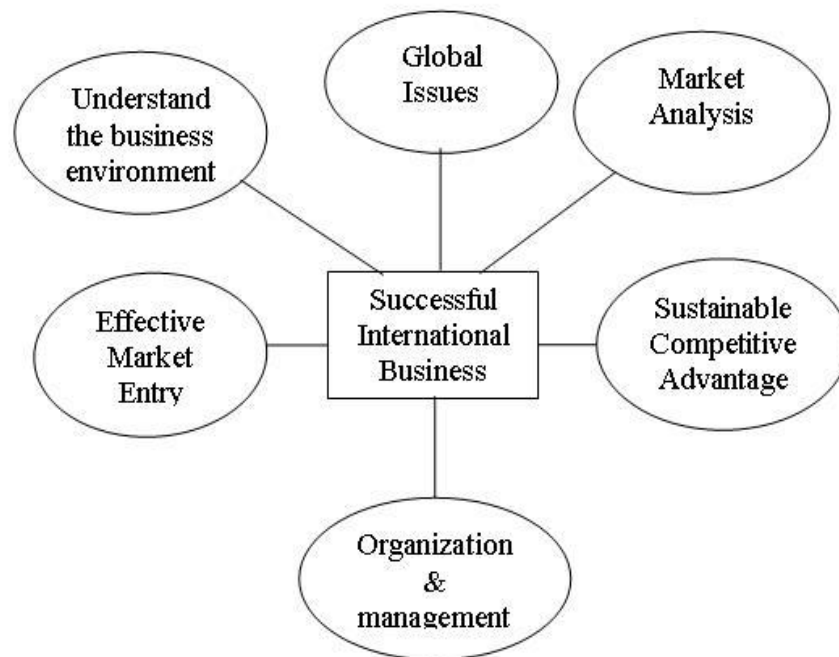 Understand
the business
environment
Global
Issues
Market
Analysis
Effective
Market
Entry
Successful
International
Business
Sustainable
Competitive
Advantage
Organization
&
management